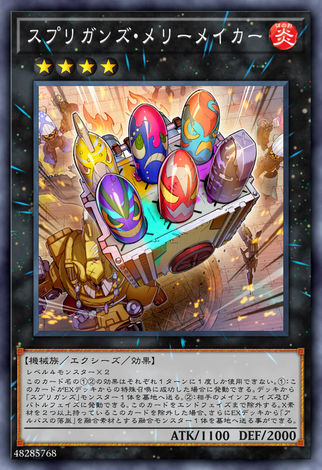 スプリガンズ・メリーメイカー
炎
【機械族／エクシーズ／効果】
レベル４モンスター×２
このカード名の①②の効果はそれぞれ１ターンに１度しか使用できない。①：こ
のカードがEXデッキからの特殊召喚に成功した場合に発動できる。デッキから
「スプリガンズ」モンスター１体を墓地へ送る。②：相手のメインフェイズ及び
バトルフェイズに発動できる。このカードをエンドフェイズまで除外する。X素
材を２つ以上持っているこのカードを除外した場合、さらにEXデッキから「ア
ルバスの落胤」を融合素材とする融合モンスター１体を墓地へ送る事ができる。
ATK/1100 DEF/2000
48285768